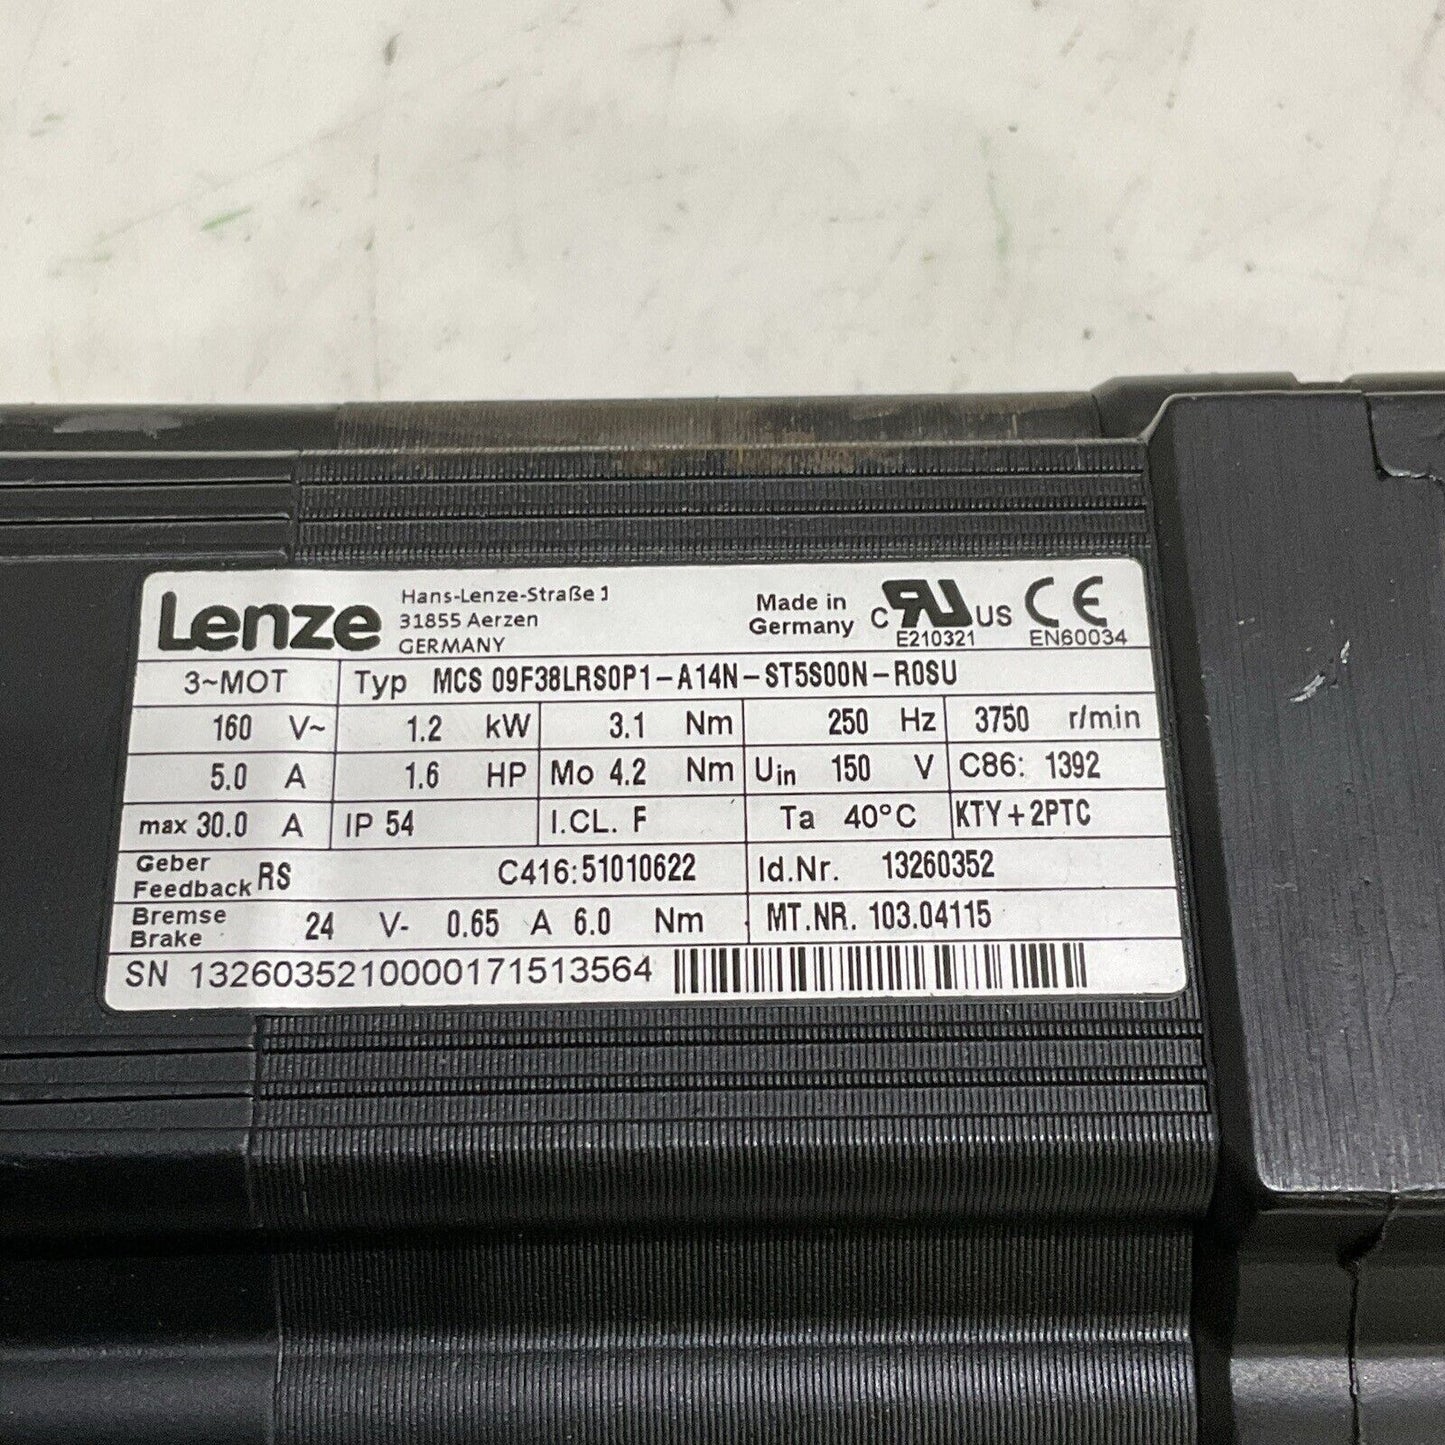 Lenze Hans-Lenze-Straße 1
31855 Aerzen
GERMANY
Made in
Germany
c RU US CE
E210321 EN60034
3~MOT Typ MCS 09F38LRS0P1-A14N-ST5S00N-R0SU
160 V~ 1.2 kW 3.1 Nm 250 Hz 3750 r/min
5.0 A 1.6 HP Mo 4.2 Nm Uin 150 V C86: 1392
max 30.0 A IP 54 I.CL. F Ta 40°C KTY+2PTC
Geber
Feedback RS C416:51010622 Id.Nr. 13260352
Bremse
Brake 24 V- 0.65 A 6.0 Nm MT.NR. 103.04115
SN 1326035210000171513564